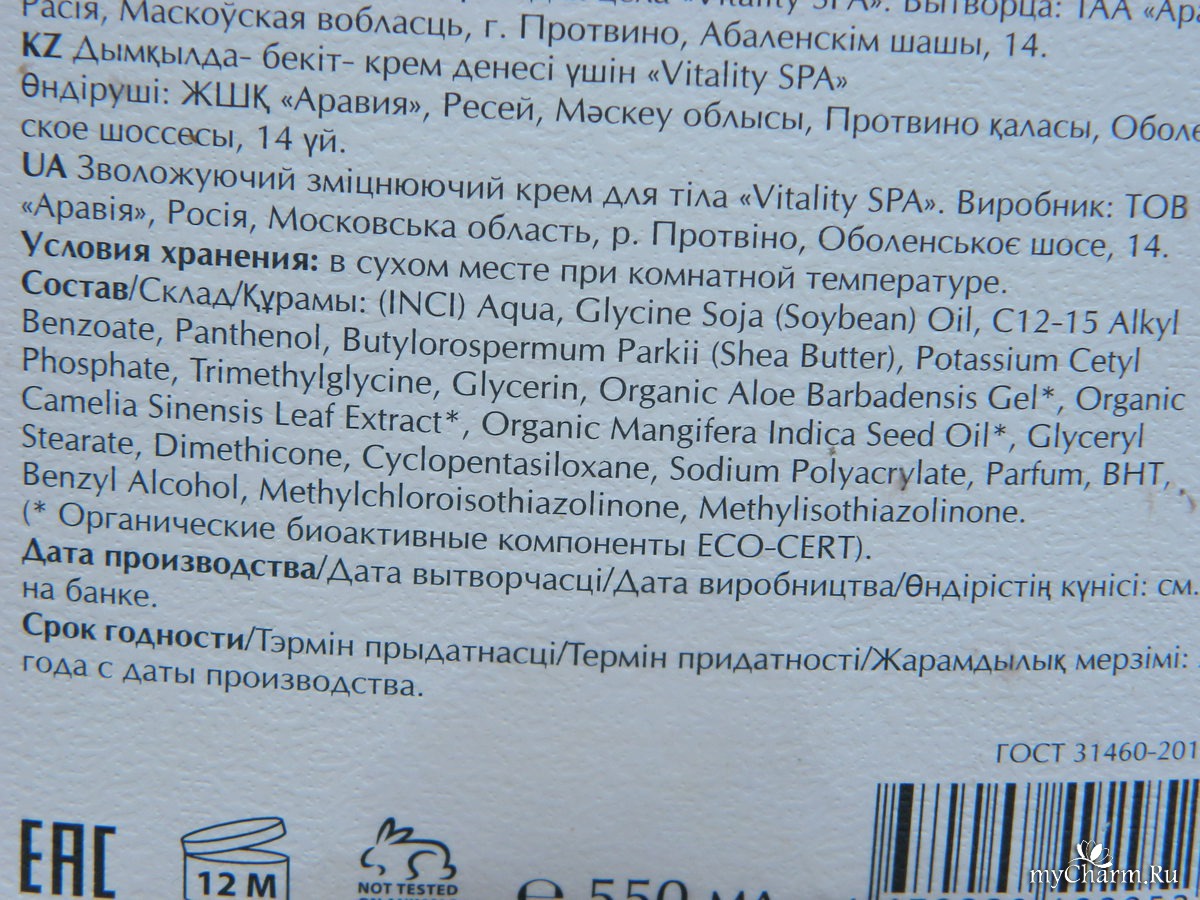 Расія, Маскоўская вобласць, г. Протвино, Абаленскім шашы, 14.
KZ Дымқылда- бекіт- крем денесі үшін «Vitality SPA»
Өндіруші: ЖШҚ «Аравия», Ресей, Мәскеу облысы, Протвино қаласы, Оболе
ское шоссесы, 14 үй.
UA Зволожуючий зміцнюючий крем для тіла «Vitality SPA». Виробник: ТОВ
«Аравія», Росія, Московська область, р. Протвіно, Оболенськоє шосе, 14.
Условия хранения: в сухом месте при комнатной температуре.
Состав/Склад/Құрамы: (INCI) Aqua, Glycine Soja (Soybean) Oil, C12-15 Alkyl
Benzoate, Panthenol, Butylorospermum Parkii (Shea Butter), Potassium Cetyl
Phosphate, Trimethylglycine, Glycerin, Organic Aloe Barbadensis Gel*, Organic
Camelia Sinensis Leaf Extract*, Organic Mangifera Indica Seed Oil*, Glyceryl
Stearate, Dimethicone, Cyclopentasiloxane, Sodium Polyacrylate, Parfum, BHT,
Benzyl Alcohol, Methylchloroisothiazolinone, Methylisothiazolinone.
(* Органические биоактивные компоненты ECO-CERT).
Дата производства/Дата вытворчасці/Дата виробництва/Өндірістің күнісі: см.
на банке.
Срок годности/Тэрмін прыдатнасці/Термін придатності/Жарамдылық мерзімі:
года с даты производства.
ГОСТ 31460-201
EAC
12 M
NOT TESTED
℮ 550 мл
myCharm.Ru